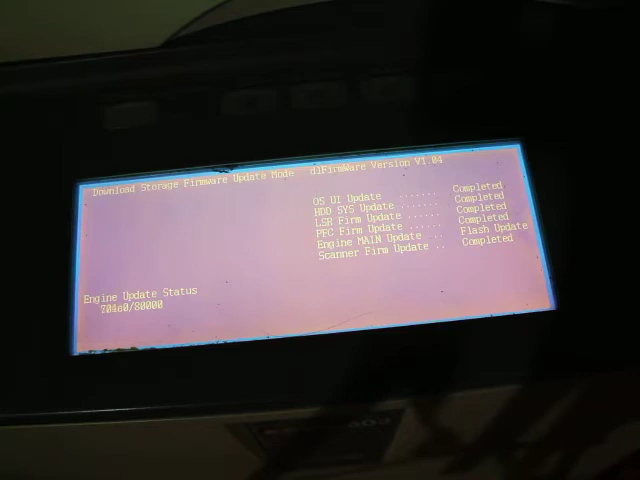 Download Storage Firmware Update Mode dlFirmWare Version V1.04
OS UI Update ....... Completed
HDD SYS Update ...... Completed
LSR Firm Update ...... Completed
PFC Firm Update ...... Completed
Engine MAIN Update ... Flash Update
Scanner Firm Update .. Completed
Engine Update Status
/80000